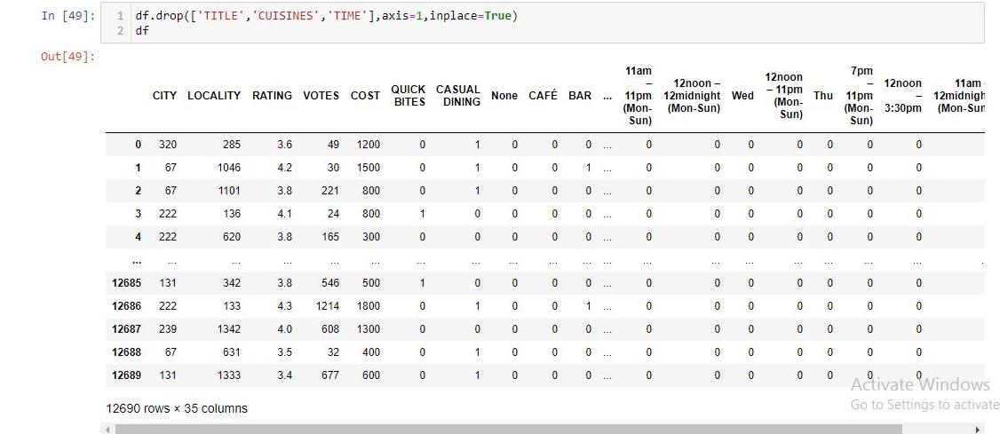 In [49]: 1 df.drop(['TITLE','CUISINES','TIME'],axis=1,inplace=True)
2 df
Out[49]:
CITY LOCALITY RATING VOTES COST QUICK BITES CASUAL DINING None CAFÉ BAR ... 11am – 11pm (Mon-Sun) 12noon – 12midnight (Mon-Sun) Wed 12noon – 11pm (Mon-Sun) Thu 7pm – 11pm (Mon-Sun) 12noon – 3:30pm 11am
0 320 285 3.6 49 1200 0 1 0 0 0 ... 0 0 0 0 0 0 0
1 67 1046 4.2 30 1500 0 1 0 0 1 ... 0 0 0 0 0 0 0
2 67 1101 3.8 221 800 0 1 0 0 0 ... 0 0 0 0 0 0 0
3 222 136 4.1 24 800 1 0 0 0 0 ... 0 0 0 0 0 0 0
4 222 620 3.8 165 300 0 0 0 0 0 ... 0 0 0 0 0 0 0
... ... ... ... ... ... ... ... ... ... ... ... ... ... ... ... ... ... ...
12685 131 342 3.8 546 500 1 0 0 0 0 ... 0 0 0 0 0 0 0
12686 222 133 4.3 1214 1800 0 1 0 0 1 ... 0 0 0 0 0 0 0
12687 239 1342 4.0 608 1300 0 0 0 0 0 ... 0 0 0 0 0 0 0
12688 67 631 3.5 32 400 0 1 0 0 0 ... 0 0 0 0 0 0 0
12689 131 1333 3.4 677 600 0 1 0 0 0 ... 0 0 0 0 0 0 0
12690 rows × 35 columns
Activate Windows
Go to Settings to activate